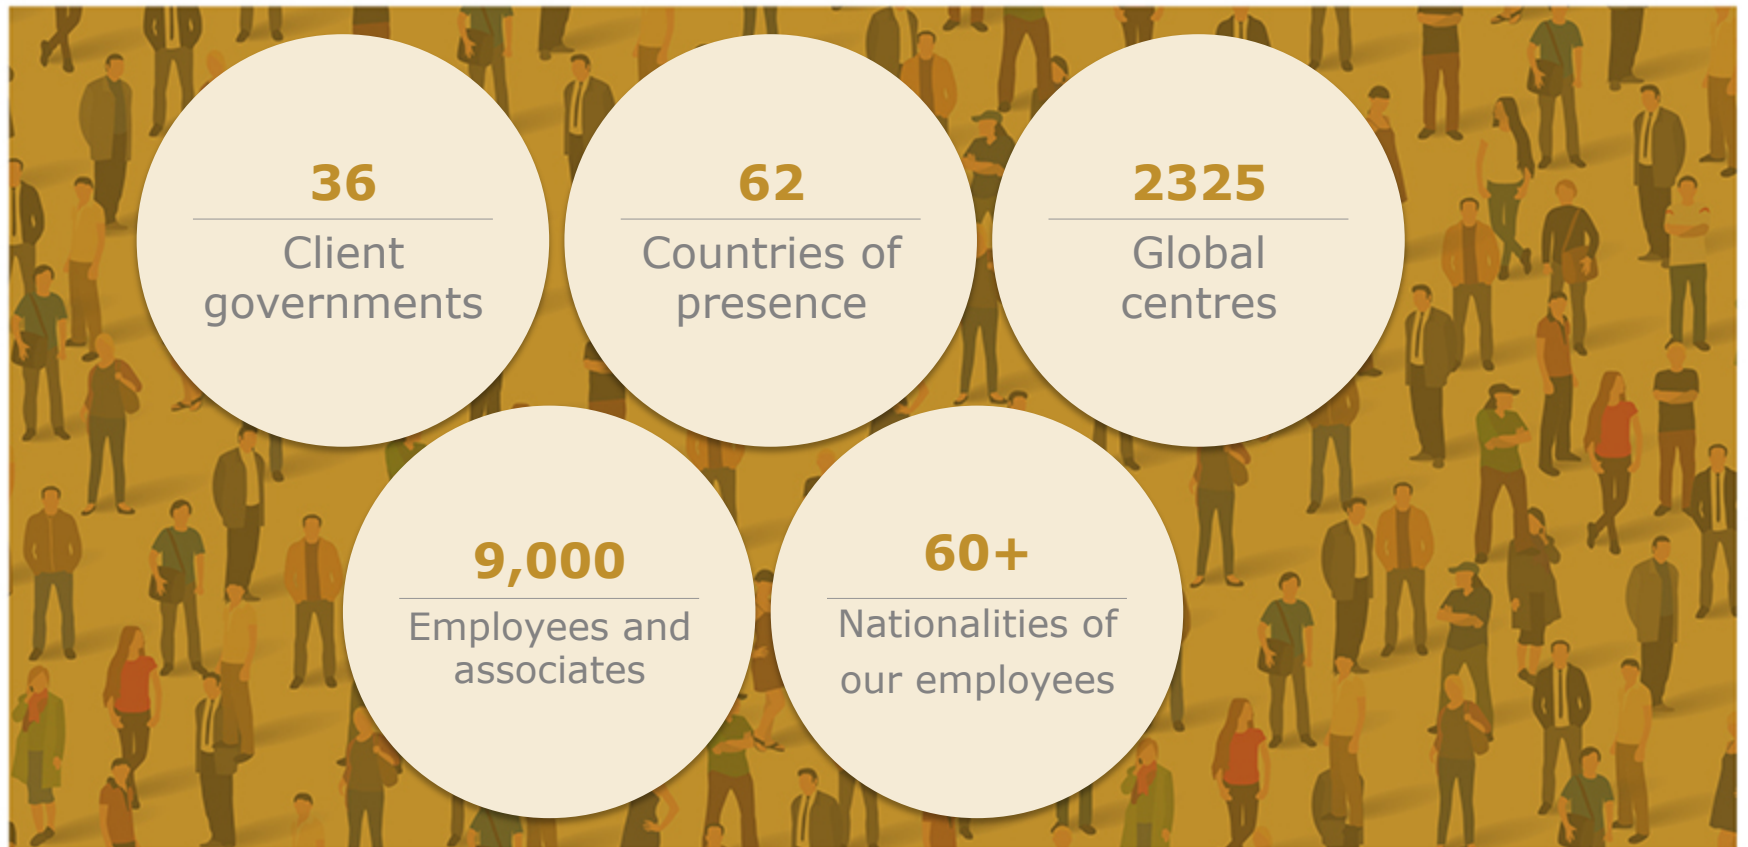 36
Client
governments
62
Countries of
presence
2325
Global
centres
9,000
Employees and
associates
60+
Nationalities of
our employees